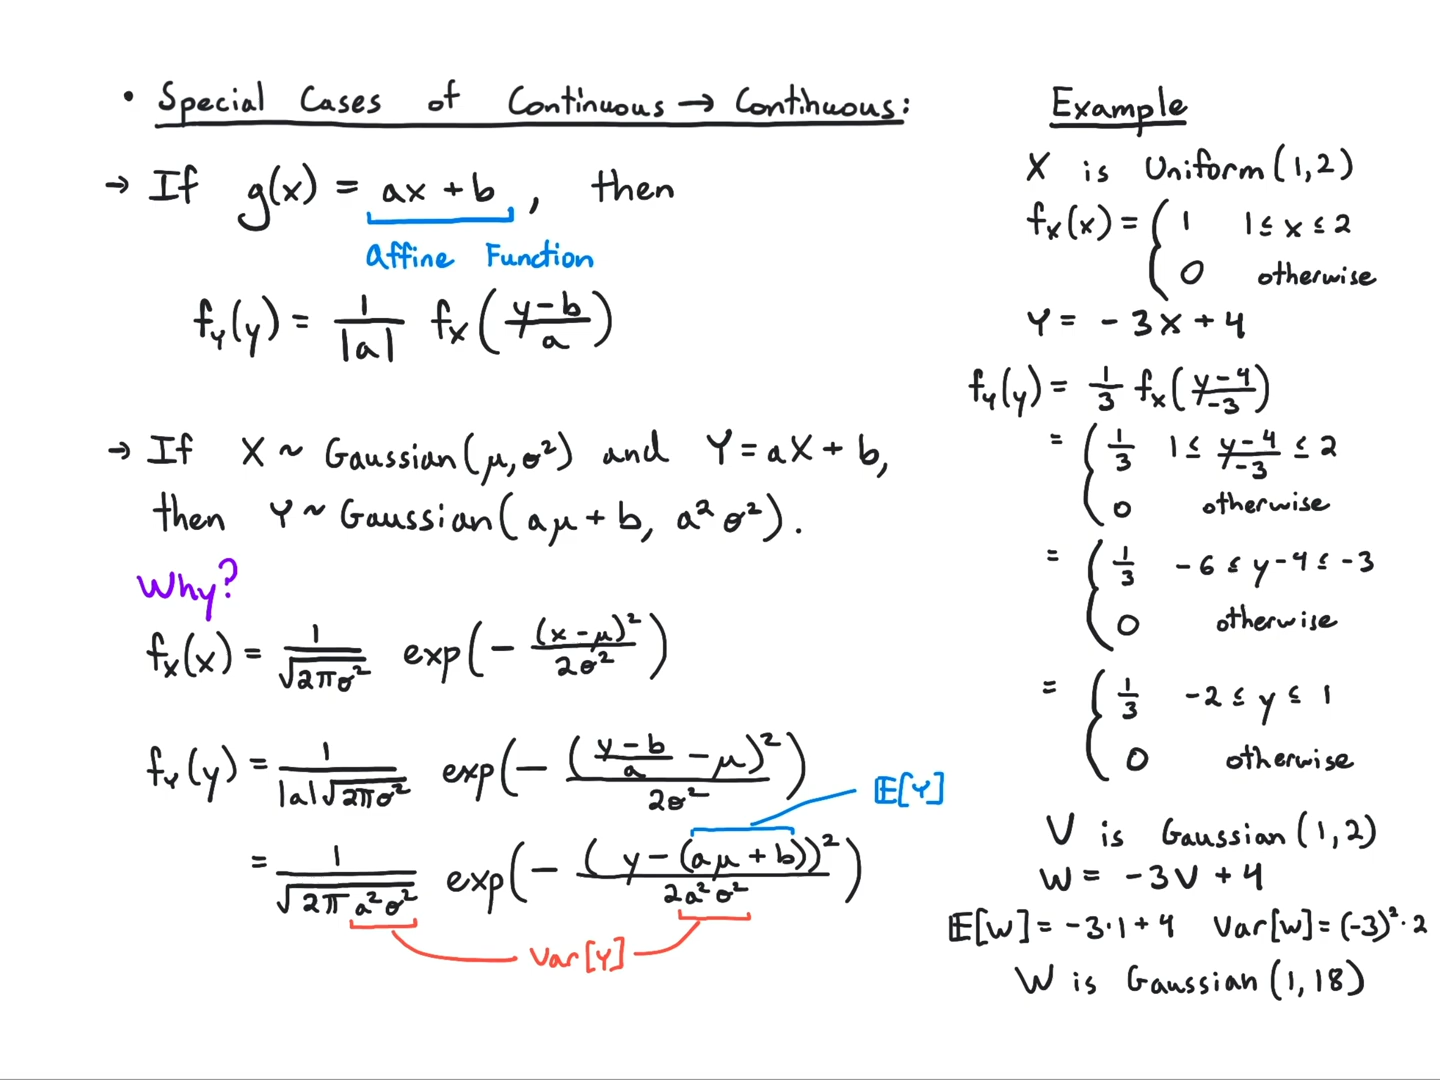 • Special Cases of Continuous → Continuous:
→ If g(x) = ax + b, then
Affine Function
f_Y(y) = 1/|a| f_X((y-b)/a)
→ If X ~ Gaussian(μ, σ²) and Y = aX + b,
then Y ~ Gaussian(aμ + b, a²σ²).
Why?
f_X(x) = 1/√(2πσ²) exp(- (x-μ)²/2σ²)
f_Y(y) = 1/(|a|√(2πσ²)) exp(- ((y-b)/a - μ)²/2σ²)
E[Y]
= 1/√(2πa²σ²) exp(- (y-(aμ+b))²/2a²σ²)
Var[Y]
Example
X is Uniform(1,2)
f_X(x) = { 1 1 ≤ x ≤ 2
0 otherwise
Y = -3X + 4
f_Y(y) = 1/3 f_X((y-4)/-3)
= { 1/3 1 ≤ (y-4)/-3 ≤ 2
0 otherwise
= { 1/3 -6 ≤ y-4 ≤ -3
0 otherwise
= { 1/3 -2 ≤ y ≤ 1
0 otherwise
V is Gaussian(1,2)
W = -3V + 4
E[W] = -3·1+4 Var[W] = (-3)²·2
W is Gaussian(1,18)